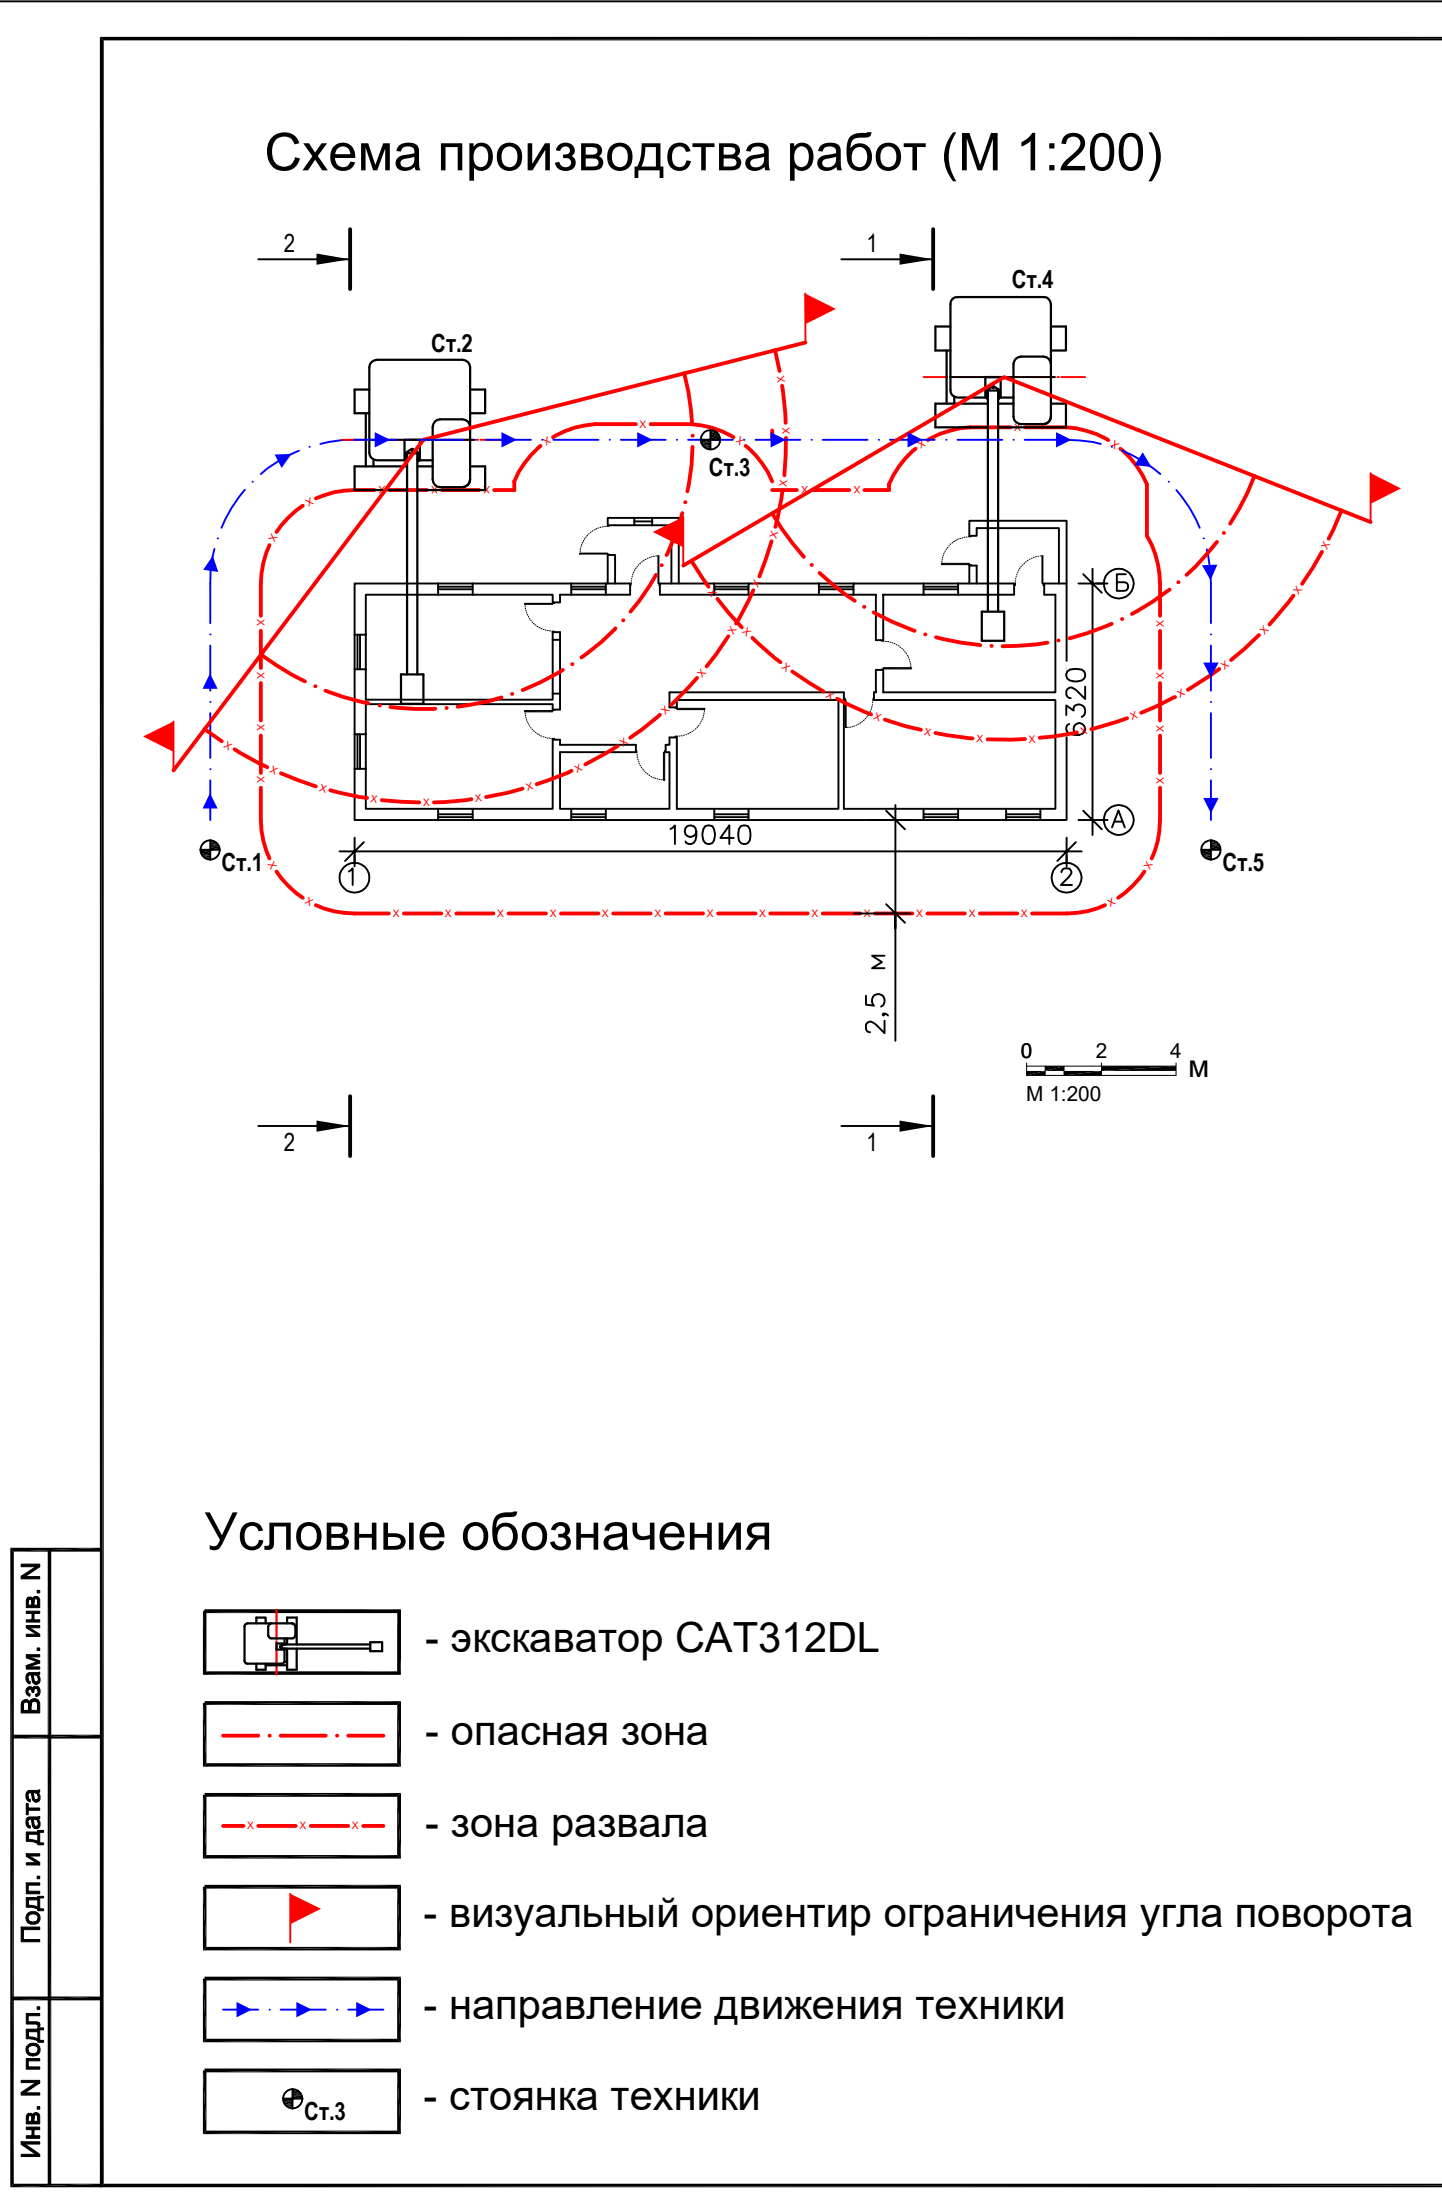 Схема производства работ (М 1:200)
2
1
Ст.4
Ст.2
Ст.3
Б
6320
А
19040
Ст.1
1
2
Ст.5
2,5 м
0 2 4 м
М 1:200
2
1
Условные обозначения
- экскаватор CAT312DL
- опасная зона
- зона развала
- визуальный ориентир ограничения угла поворота
- направление движения техники
Ст.3 - стоянка техники
Взам. инв. N
Подп. и дата
Инв. N подл.